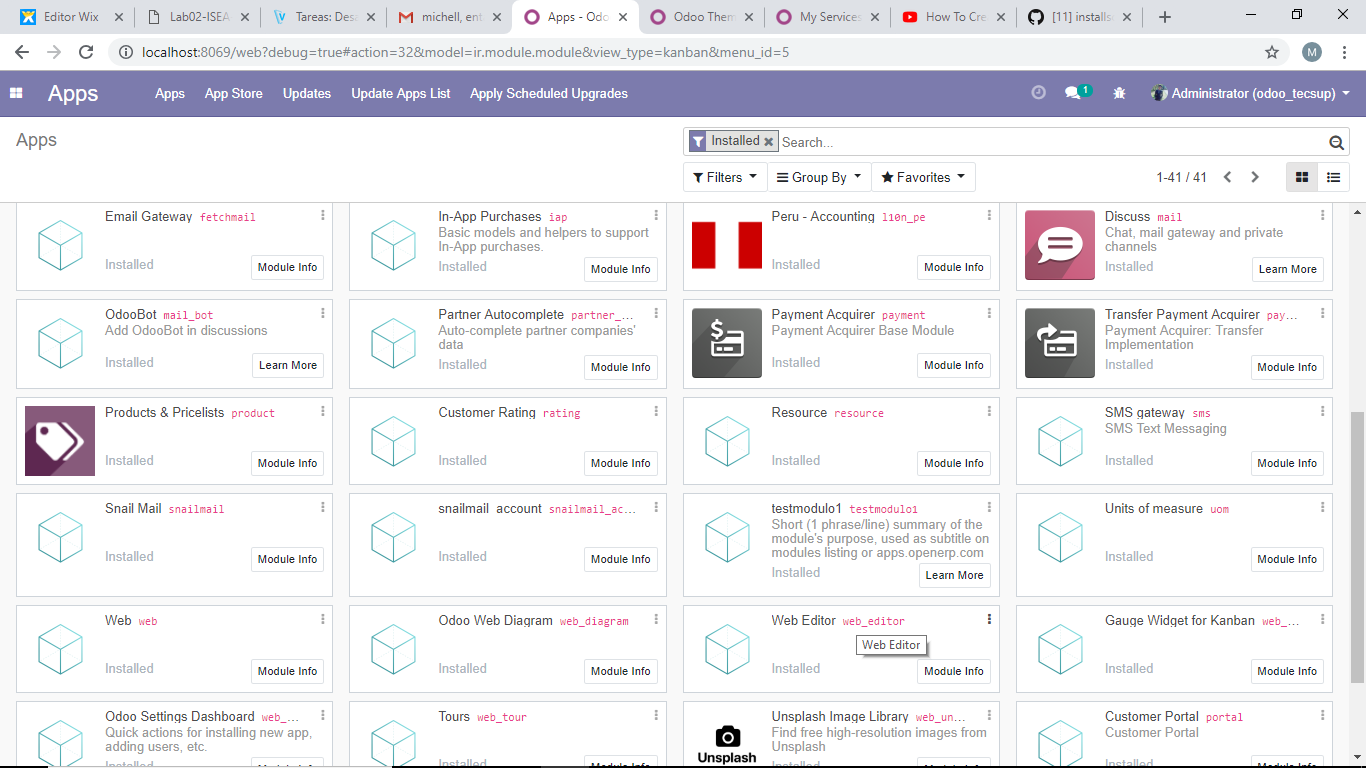 Editor Wix
Lab02-ISEA
Tareas: Desa
michell, ent
Apps - Odo
Odoo Them
My Services
How To Cre
[11] installs
localhost:8069/web?debug=true#action=32&model=ir.module.module&view_type=kanban&menu_id=5
M
Apps
Apps
App Store
Updates
Update Apps List
Apply Scheduled Upgrades
1
Administrator (odoo_tecsup)
Apps
Installed
Search...
Filters
Group By
Favorites
1-41 / 41
Email Gateway fetchmail
Installed
Module Info
In-App Purchases iap
Basic models and helpers to support
In-App purchases.
Installed
Module Info
Peru - Accounting l10n_pe
Installed
Module Info
Discuss mail
Chat, mail gateway and private
channels
Installed
Learn More
OdooBot mail_bot
Add OdooBot in discussions
Installed
Learn More
Partner Autocomplete partner_...
Auto-complete partner companies'
data
Installed
Module Info
Payment Acquirer payment
Payment Acquirer Base Module
Installed
Module Info
Transfer Payment Acquirer pay...
Payment Acquirer: Transfer
Implementation
Installed
Module Info
Products & Pricelists product
Installed
Module Info
Customer Rating rating
Installed
Module Info
Resource resource
Installed
Module Info
SMS gateway sms
SMS Text Messaging
Installed
Module Info
Snail Mail snailmail
Installed
Module Info
snailmail_account snailmail_ac...
Installed
Module Info
testmodulo1 testmodulo1
Short (1 phrase/line) summary of the
module's purpose, used as subtitle on
modules listing or apps.openerp.com
Installed
Learn More
Units of measure uom
Installed
Module Info
Web web
Installed
Module Info
Odoo Web Diagram web_diagram
Installed
Module Info
Web Editor web_editor
Web Editor
Installed
Module Info
Gauge Widget for Kanban web_...
Installed
Module Info
Odoo Settings Dashboard web_...
Quick actions for installing new app,
adding users, etc.
Installed
Module Info
Tours web_tour
Installed
Module Info
Unsplash
Unsplash Image Library web_un...
Find free high-resolution images from
Unsplash
Installed
Module Info
Customer Portal portal
Customer Portal
Installed
Module Info